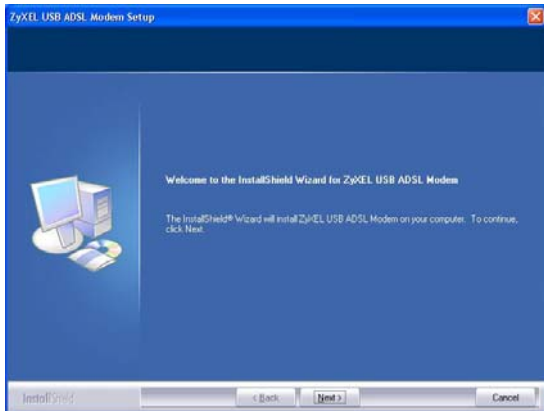 ZyXEL USB ADSL Modem Setup
Welcome to the InstallShield Wizard for ZyXEL USB ADSL Modem
The InstallShield® Wizard will install ZyXEL USB ADSL Modem on your computer. To continue,
click Next.
InstallShield
< Back
Next >
Cancel